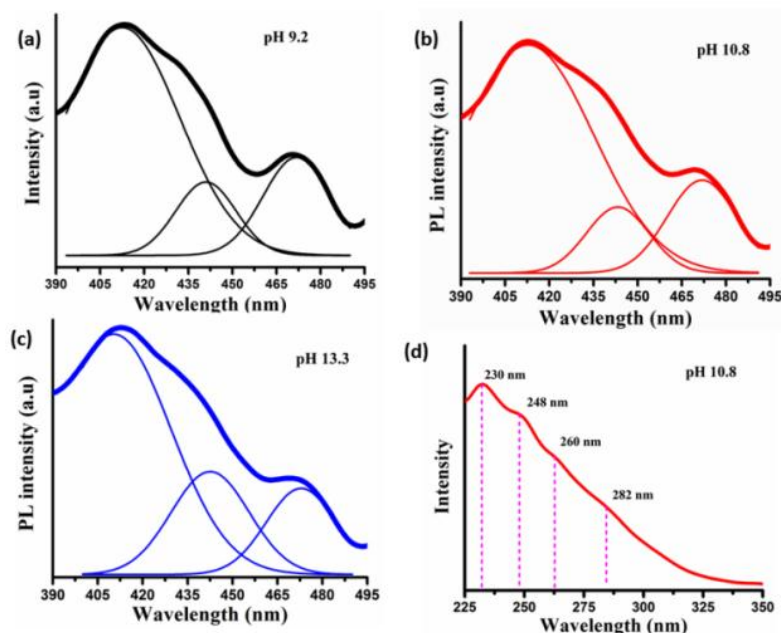 (a)
pH 9.2
Intensity (a.u)
390 405 420 435 450 465 480 495
Wavelength (nm)
(b)
pH 10.8
PL intensity (a.u)
390 405 420 435 450 465 480 495
Wavelength (nm)
(c)
pH 13.3
PL intensity (a.u)
390 405 420 435 450 465 480 495
Wavelength (nm)
(d)
pH 10.8
230 nm
248 nm
260 nm
282 nm
Intensity
225 250 275 300 325 350
Wavelength (nm)